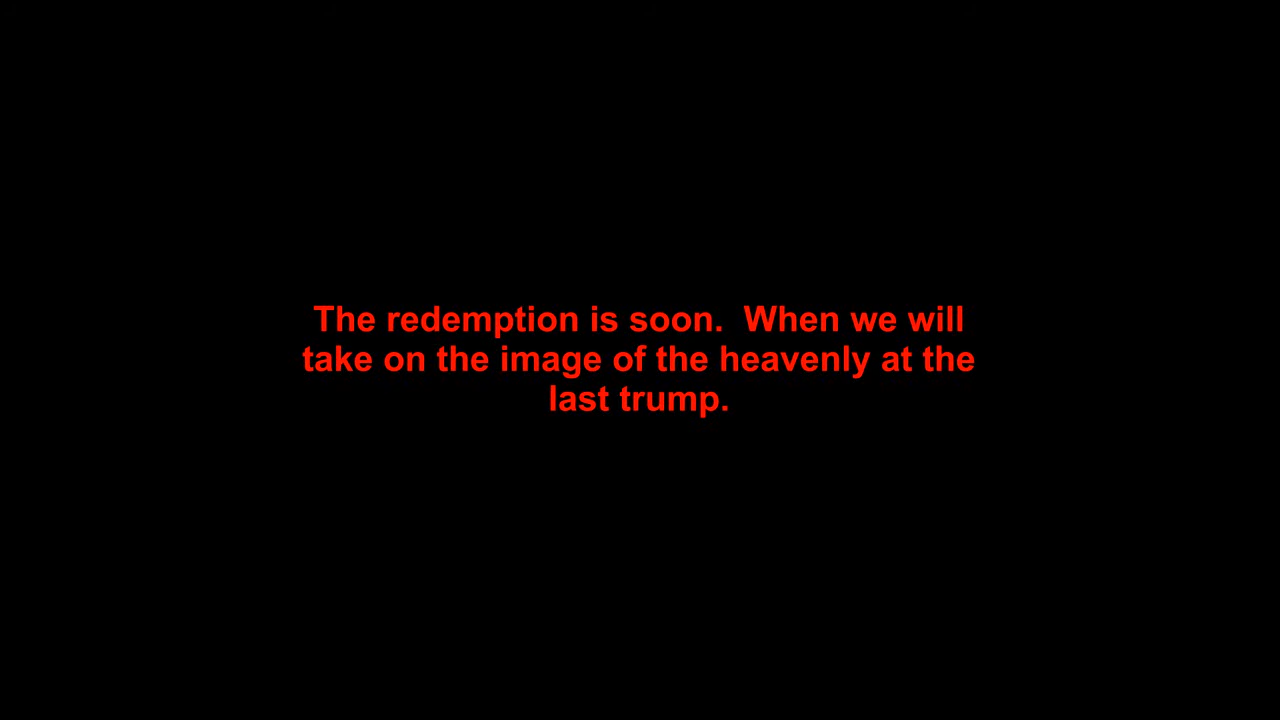 The redemption is soon.  When we will
take on the image of the heavenly at the
last trump.